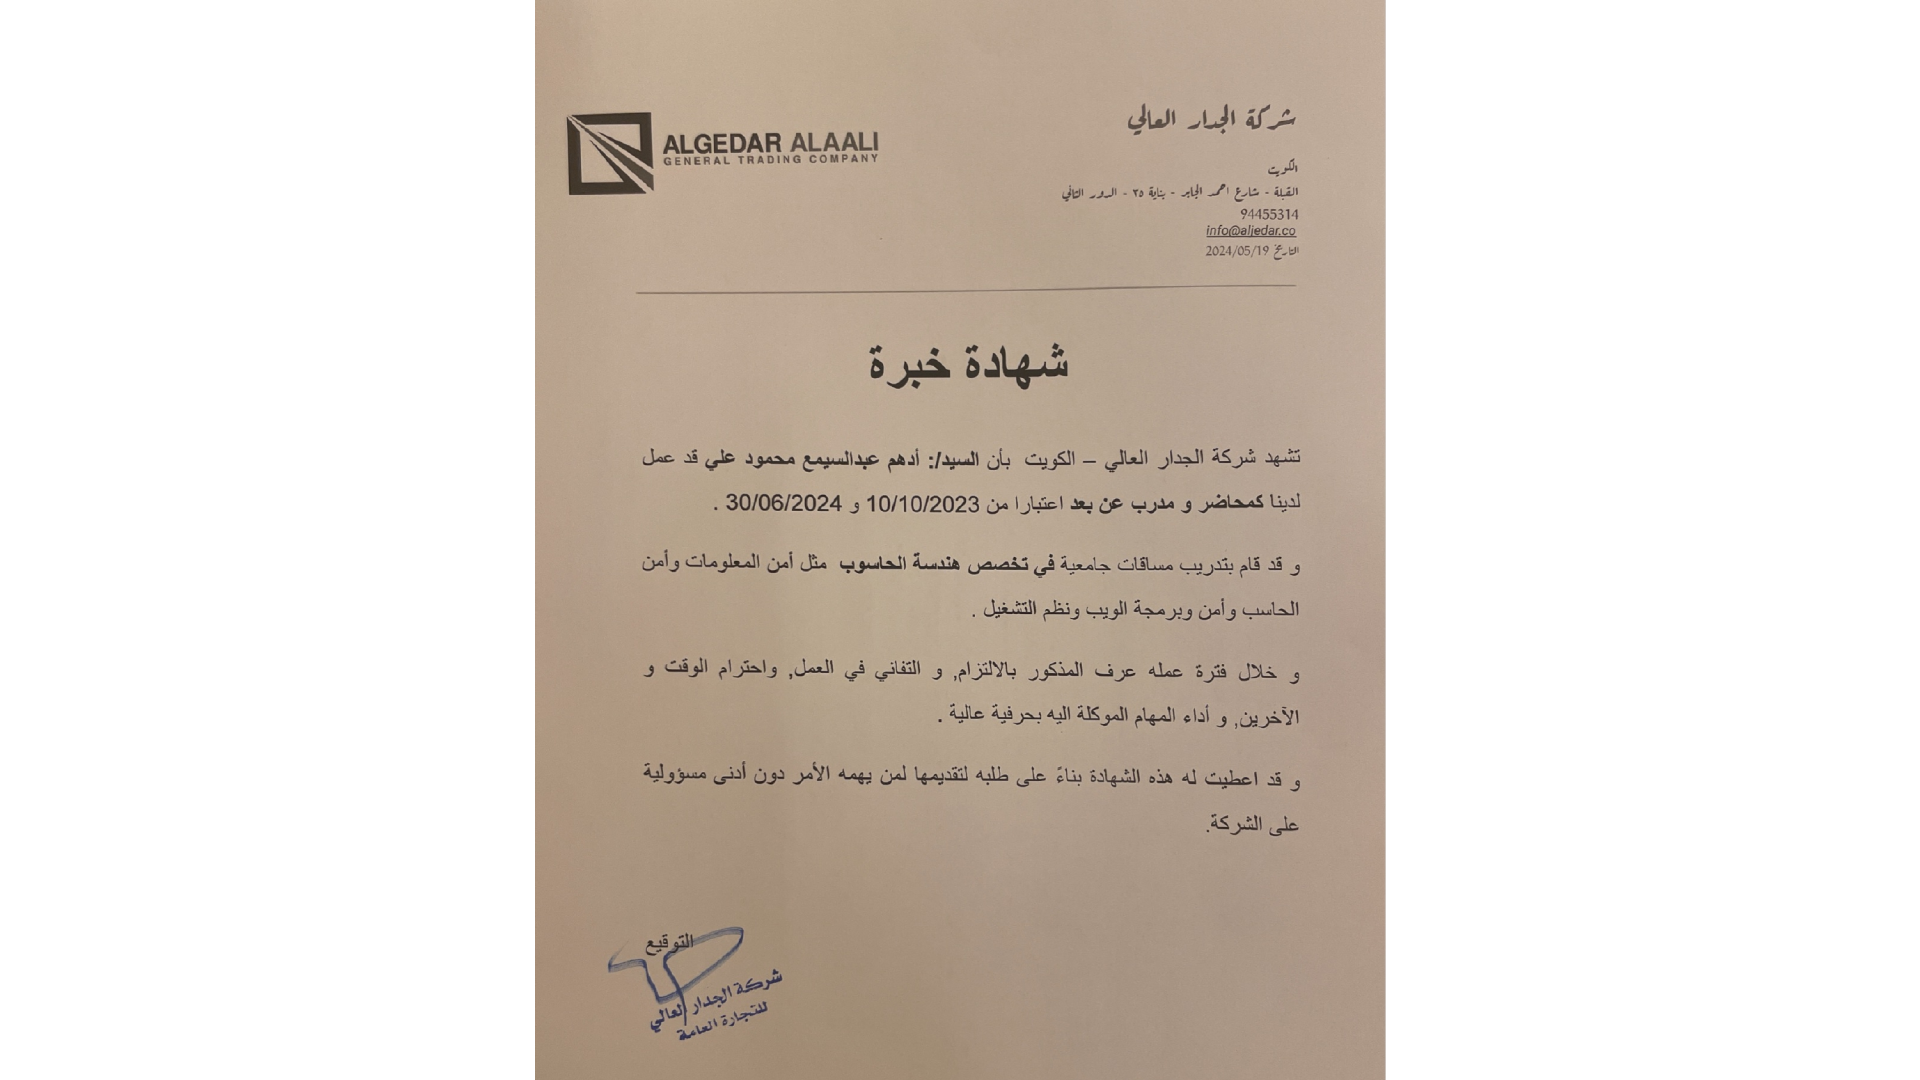 ALGEDAR ALAALI
GENERAL TRADING COMPANY
شركة الجدار العالي
الكويت
القبلة - شارع احمد الجابر - بناية ٢٥ - الدور الثاني
94455314
info@aljedar.co
التاريخ 2024/05/19
شهادة خبرة
تشهد شركة الجدار العالي – الكويت بأن السيد/: أدهم عبدالسيمع محمود علي قد عمل
لدينا كمحاضر و مدرب عن بعد اعتبارا من 10/10/2023 و 30/06/2024 .
و قد قام بتدريب مساقات جامعية في تخصص هندسة الحاسوب مثل أمن المعلومات وأمن
الحاسب وأمن وبرمجة الويب ونظم التشغيل .
و خلال فترة عمله عرف المذكور بالالتزام, و التفاني في العمل, واحترام الوقت و
الآخرين, و أداء المهام الموكلة اليه بحرفية عالية .
و قد اعطيت له هذه الشهادة بناءً على طلبه لتقديمها لمن يهمه الأمر دون أدنى مسؤولية
على الشركة.
التوقيع
شركة الجدار العالي
للتجارة العامة